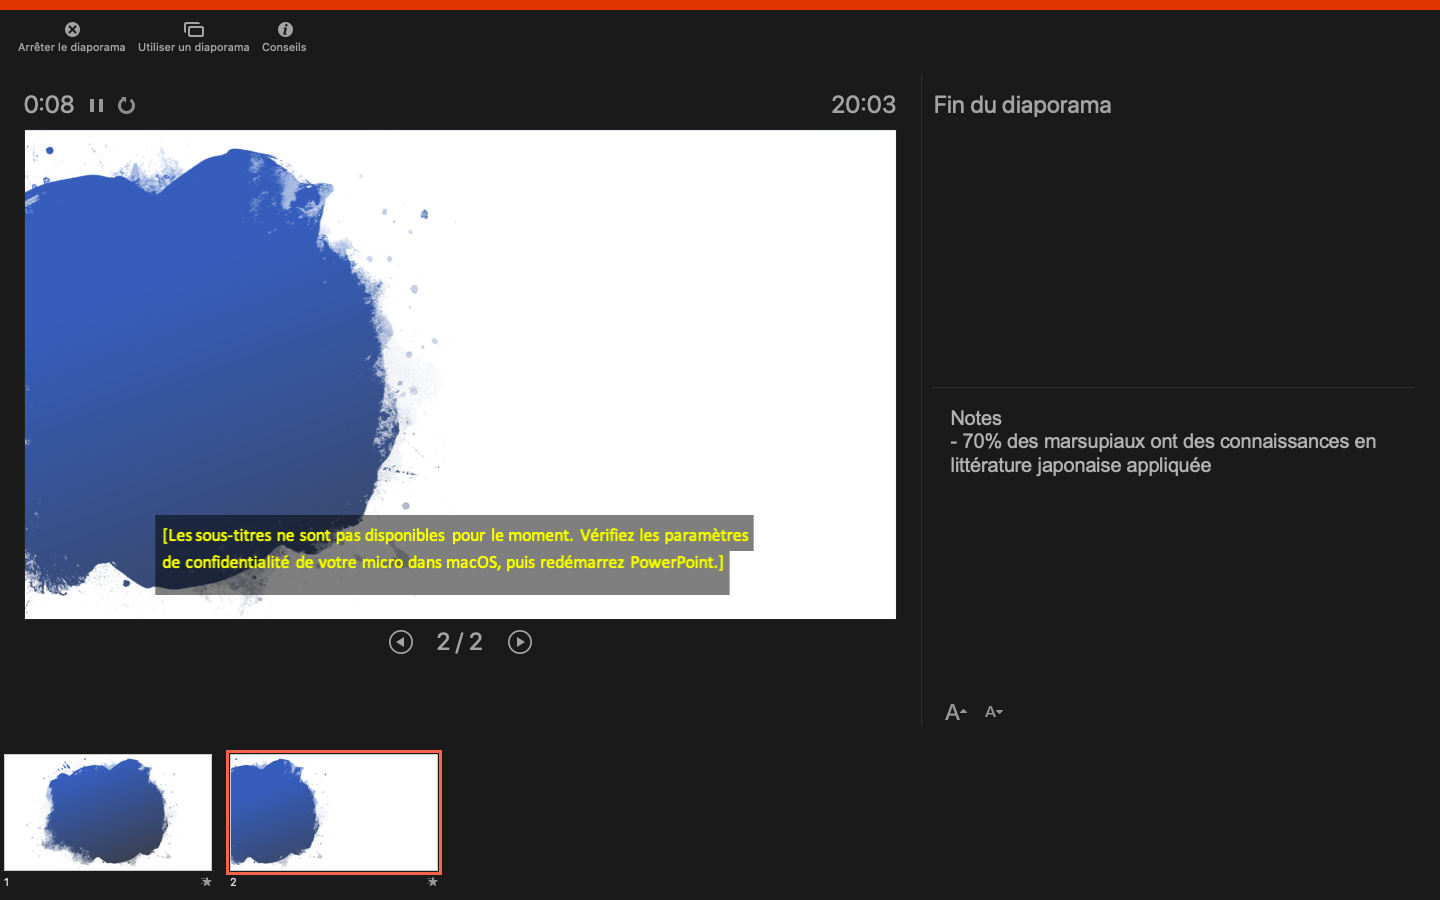 Arrêter le diaporama
Utiliser un diaporama
Conseils
0:08
20:03
Fin du diaporama
[Les sous-titres ne sont pas disponibles pour le moment. Vérifiez les paramètres
de confidentialité de votre micro dans macOS, puis redémarrez PowerPoint.]
2 / 2
Notes
- 70% des marsupiaux ont des connaissances en
littérature japonaise appliquée
A
A
1
2